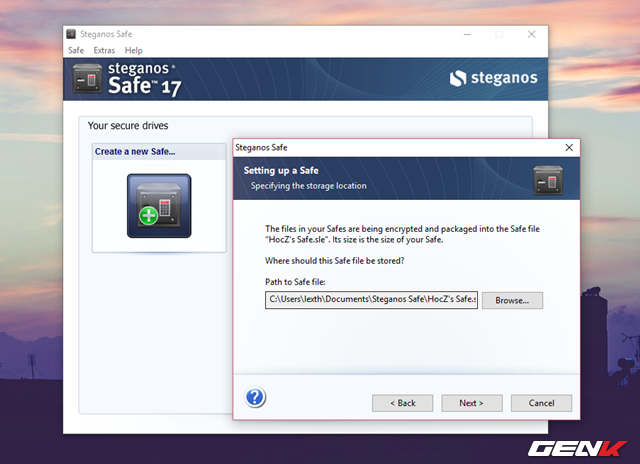 Steganos Safe
Safe Extras Help
steganos®
Safe™ 17
steganos
Your secure drives
Create a new Safe...
Steganos Safe
Setting up a Safe
Specifying the storage location
The files in your Safes are being encrypted and packaged into the Safe file
"HocZ's Safe.sle". Its size is the size of your Safe.
Where should this Safe file be stored?
Path to Safe file:
C:\Users\lexth\Documents\Steganos Safe\HocZ's Safe.s
Browse...
?
< Back Next > Cancel
GENK